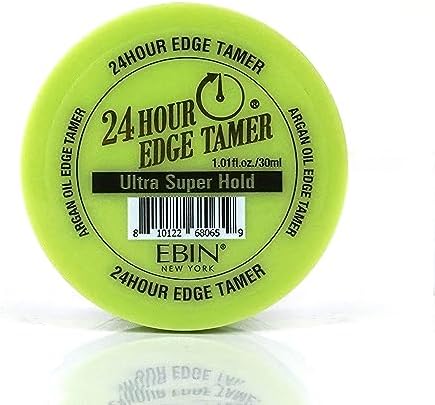 24HOUR EDGE TAMER
24 HOUR
EDGE TAMER®
1.01fl.oz./30ml
Ultra Super Hold
ARGAN OIL EDGE TAMER
ARGAN OIL EDGE TAMER
8 10122 68065 9
EBIN®
NEW YORK
24HOUR EDGE TAMER